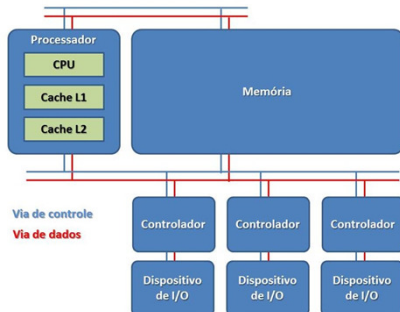 Processador
CPU
Cache L1
Cache L2
Memória
Via de controle
Via de dados
Controlador
Controlador
Controlador
Dispositivo
de I/O
Dispositivo
de I/O
Dispositivo
de I/O